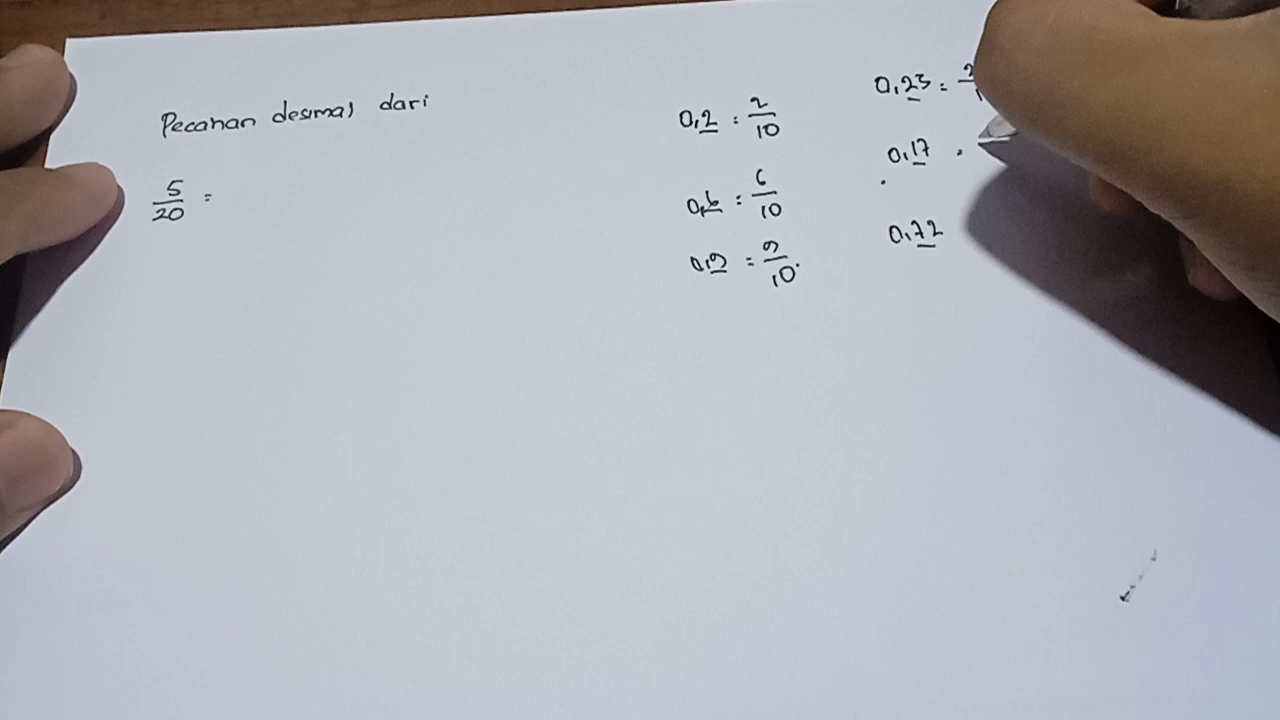 Pecahan desimal dari
5/20 =
0,2 = 2/10
0,6 = 6/10
0,9 = 9/10.
0,23 =
0,17
0,72